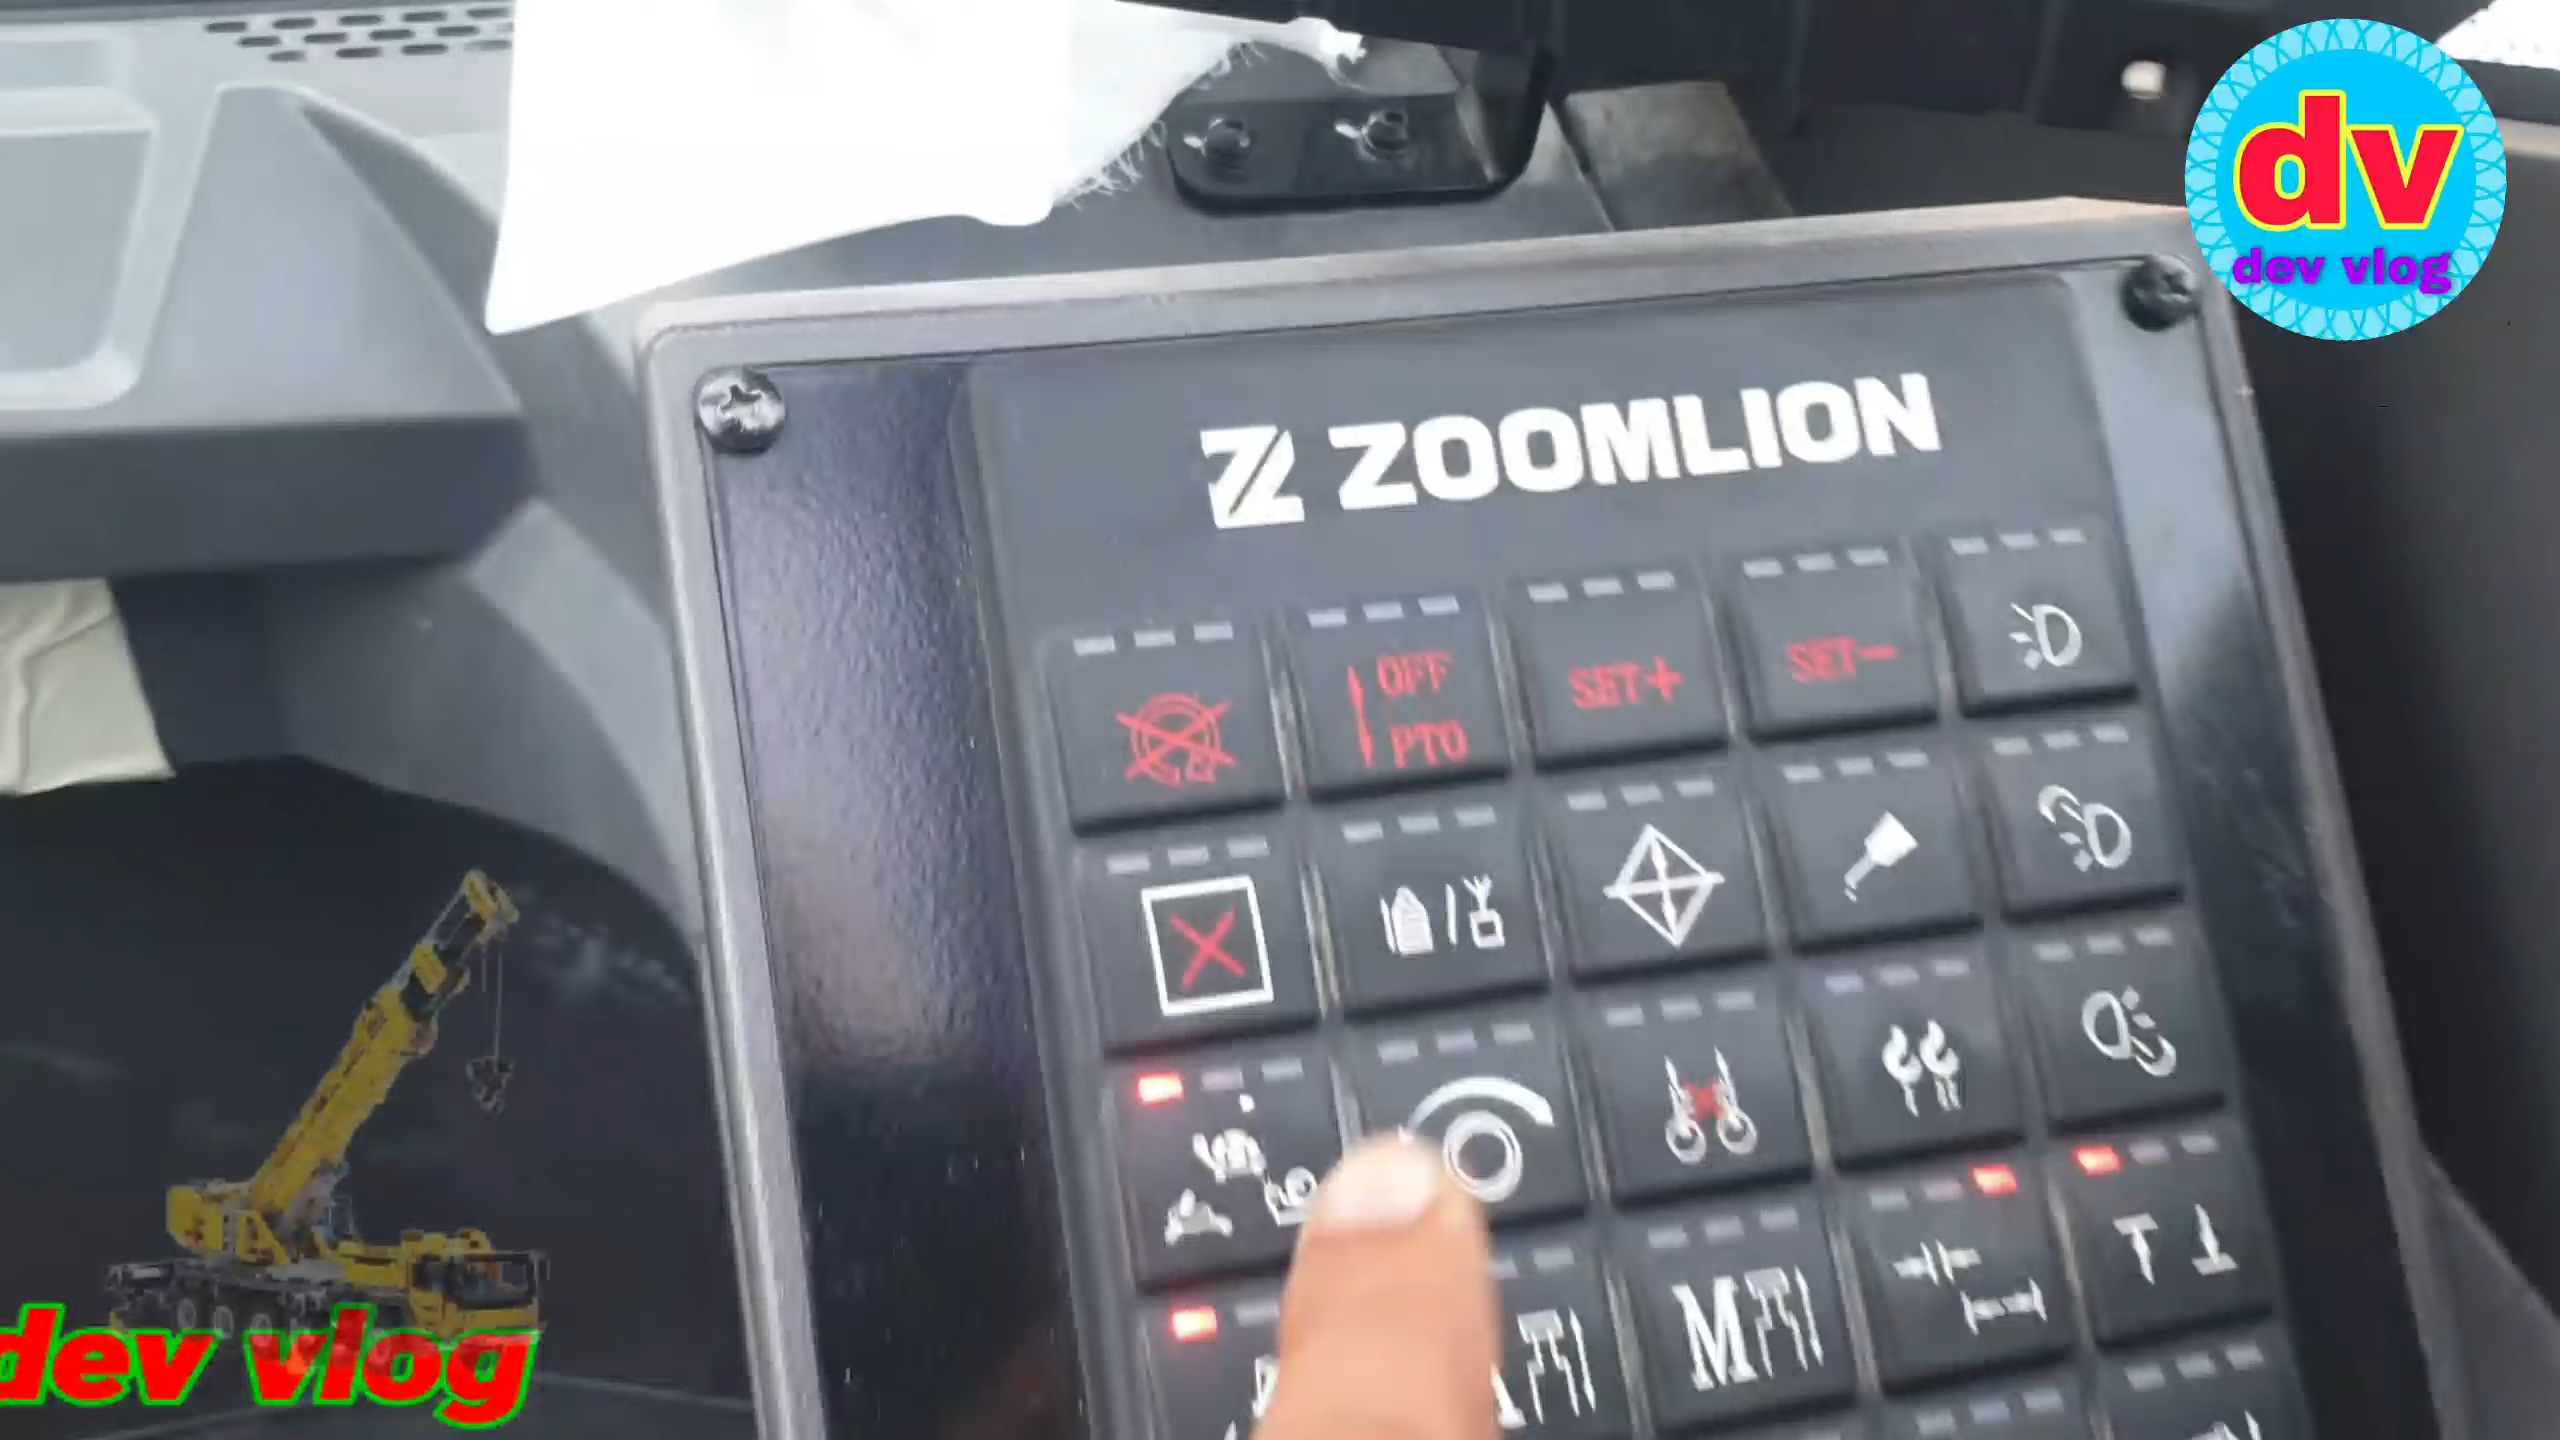 dv
dev vlog
ZOOMLION
OFF
PTO
SET+
SET-
M
dev vlog